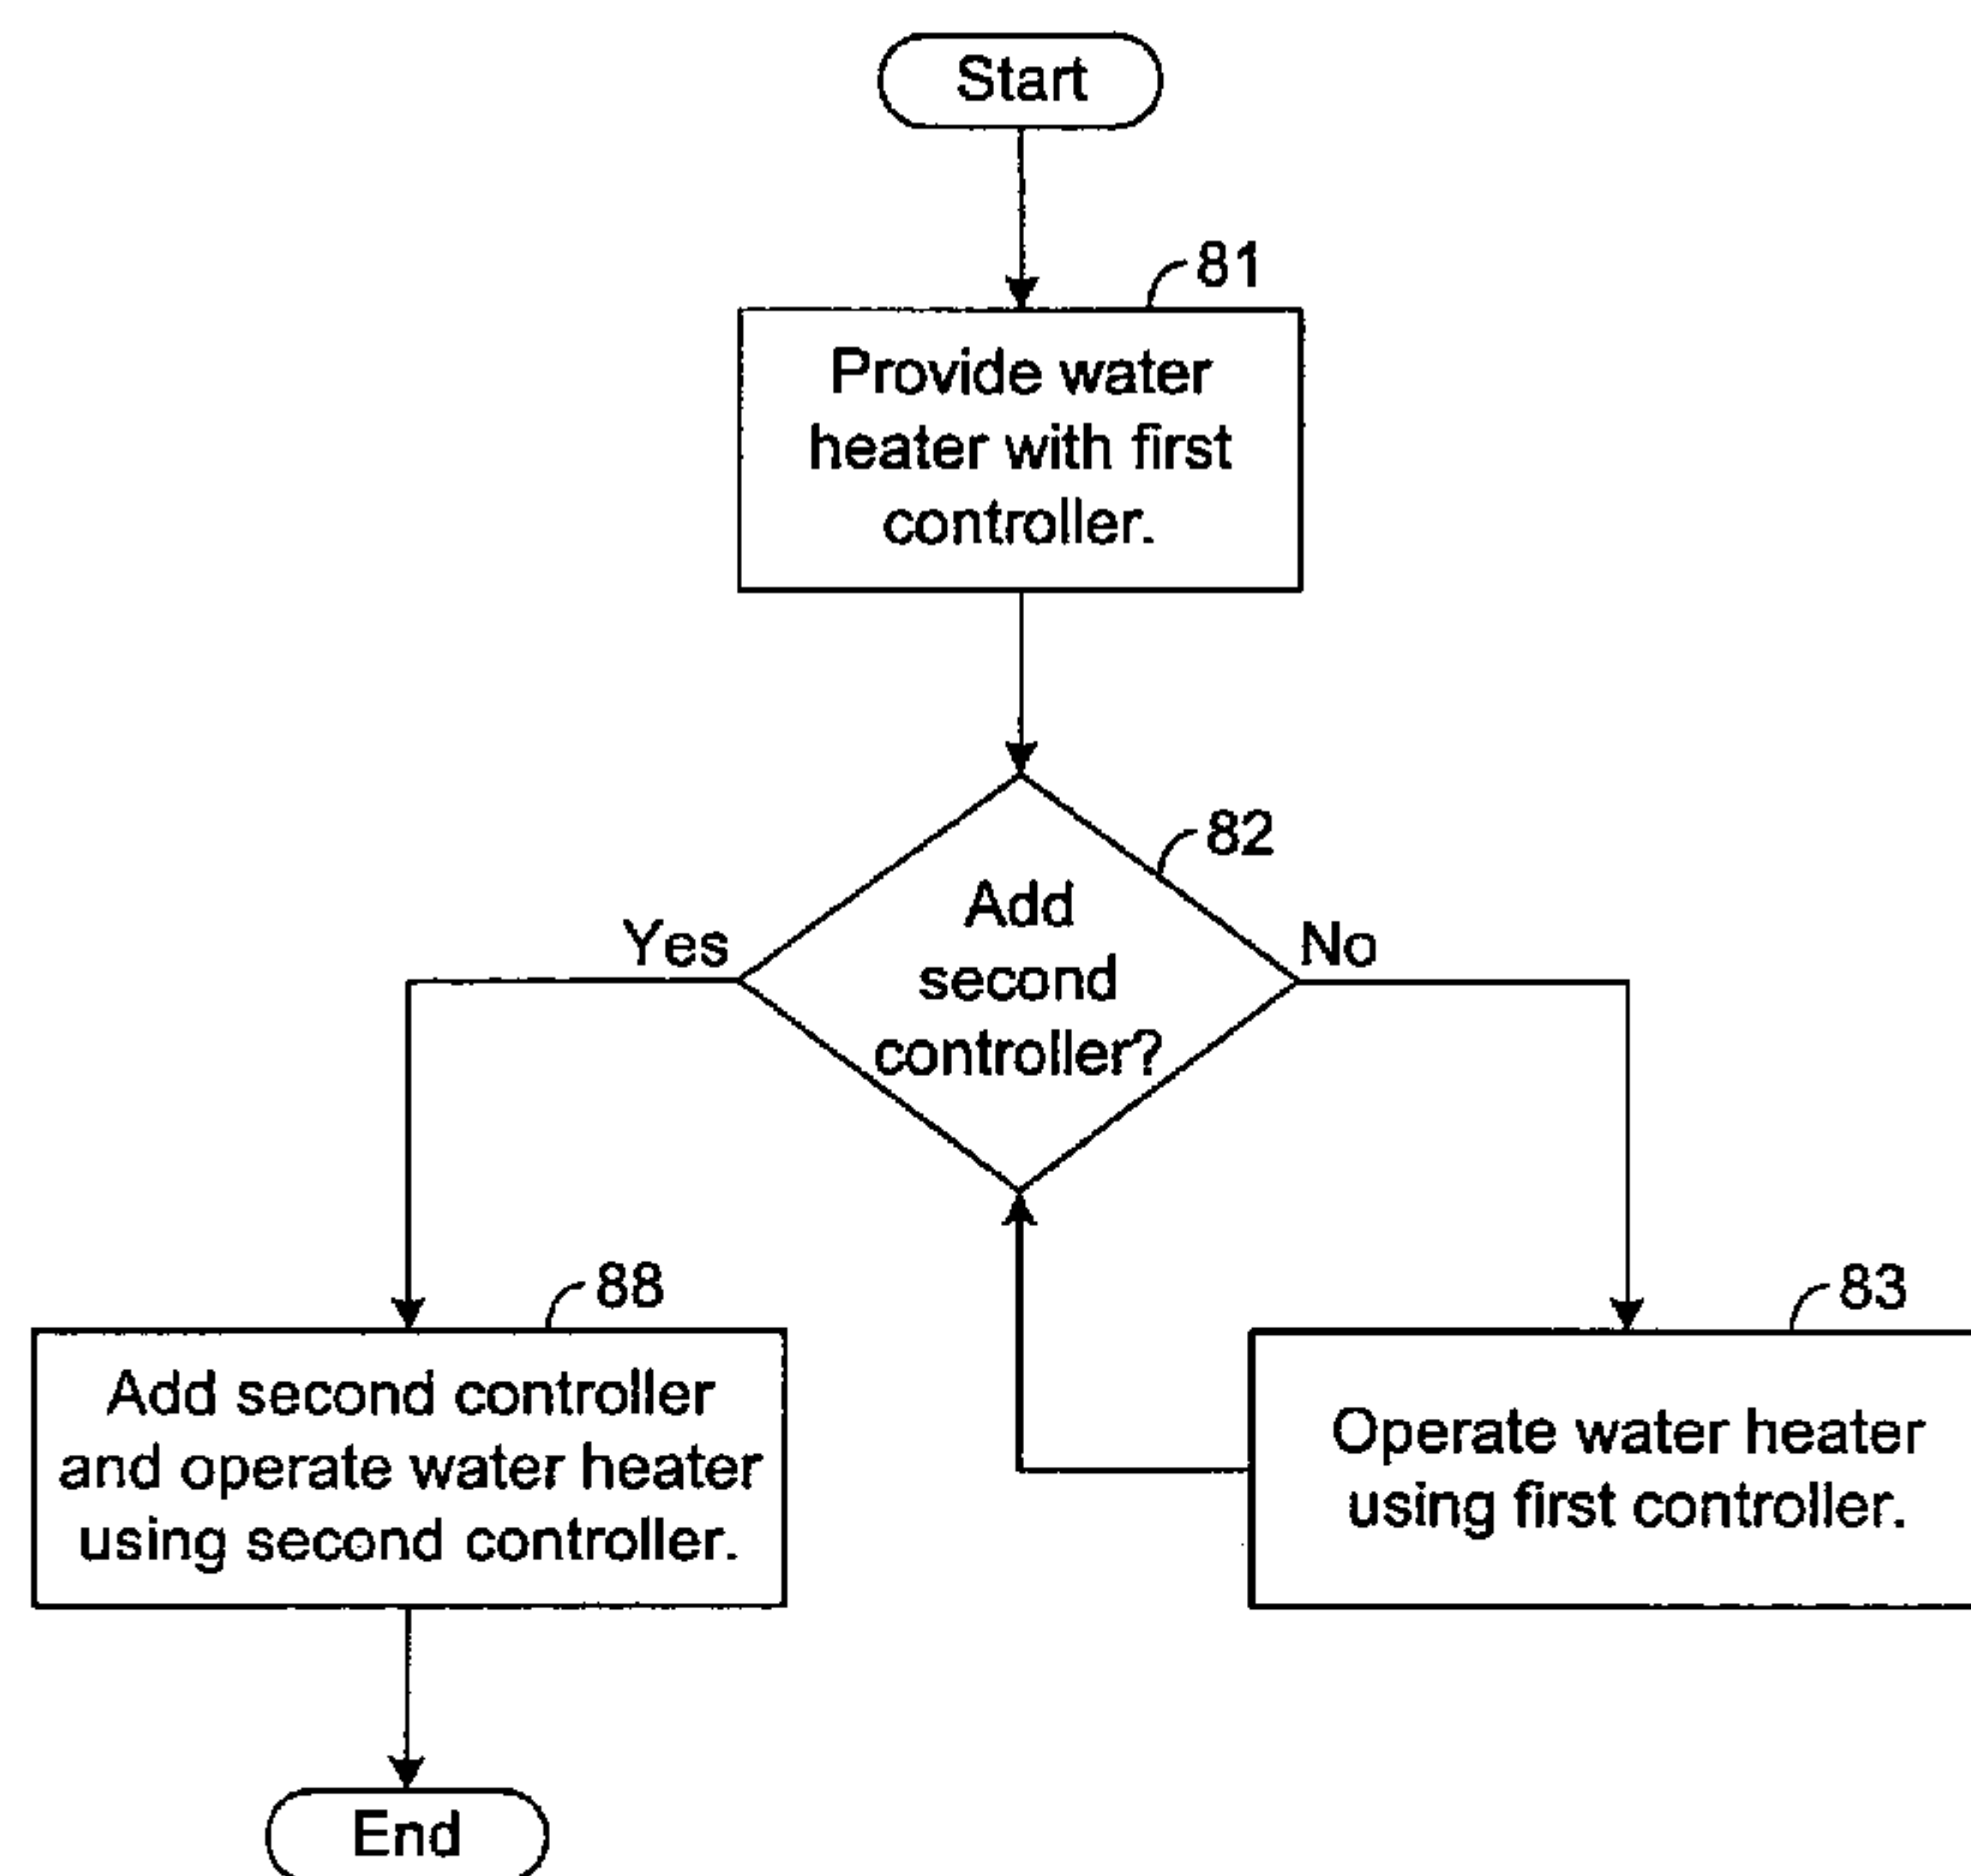 Start
81
Provide water
heater with first
controller.
82
Add
second
controller?
Yes
No
88
Add second controller
and operate water heater
using second controller.
83
Operate water heater
using first controller.
End